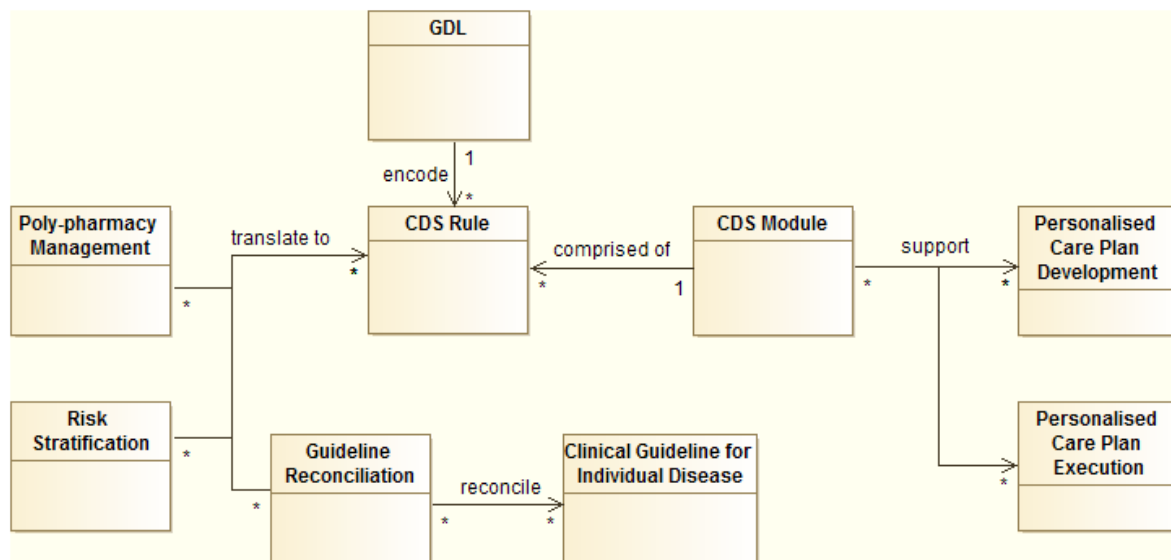 GDL
1
encode
*
Poly-pharmacy
Management
*
translate to
*
CDS Rule
*
comprised of
1
CDS Module
*
support
*
Personalised
Care Plan
Development
Risk
Stratification
*
*
Guideline
Reconciliation
*
reconcile
*
Clinical Guideline for
Individual Disease
*
Personalised
Care Plan
Execution